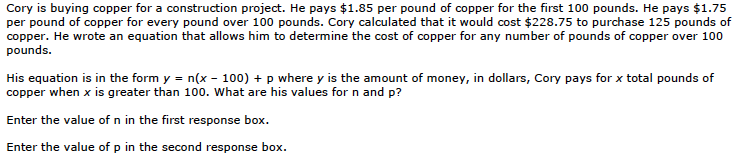 Cory is buying copper for a construction project. He pays $1.85 per pound of copper for the first 100 pounds. He pays $1.75
per pound of copper for every pound over 100 pounds. Cory calculated that it would cost $228.75 to purchase 125 pounds of
copper. He wrote an equation that allows him to determine the cost of copper for any number of pounds of copper over 100
pounds.
His equation is in the form y = n(x – 100) + p where y is the amount of money, in dollars, Cory pays for x total pounds of
copper when x is greater than 100. What are his values for n and p?
Enter the value of n in the first response box.
Enter the value of p in the second response box.